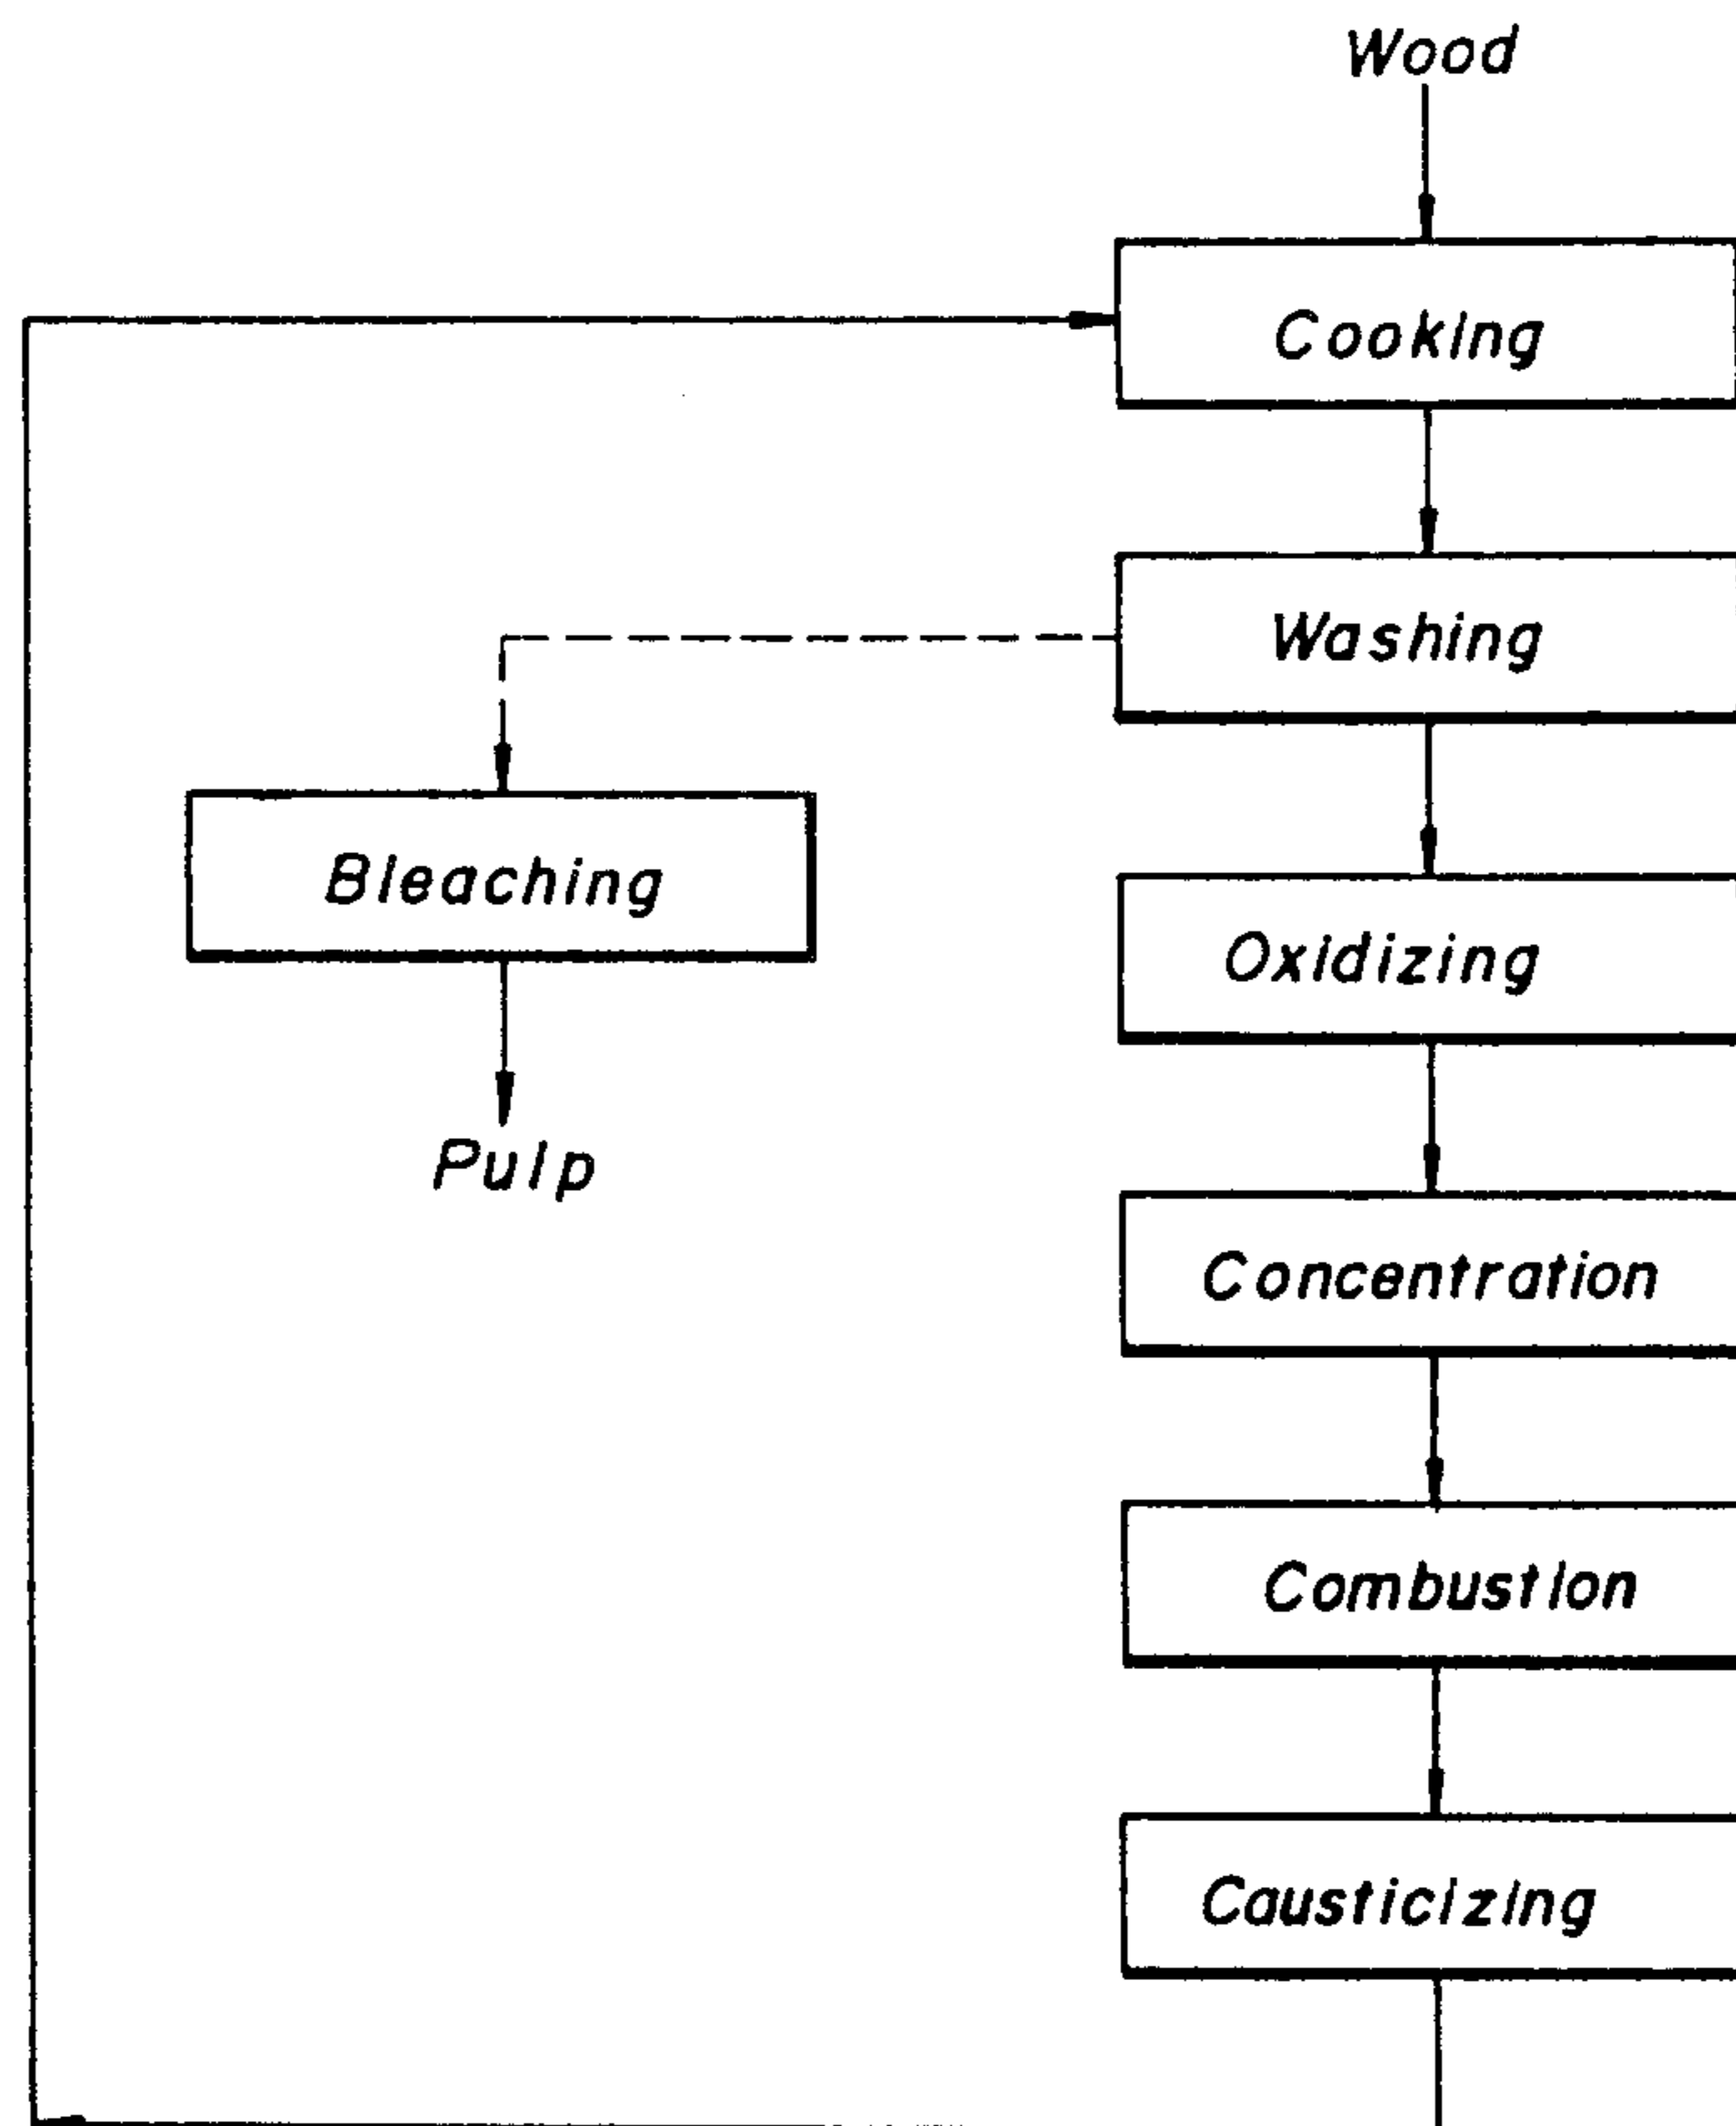 Wood
Cooking
Washing
Bleaching
Oxidizing
Pulp
Concentration
Combustion
Causticizing